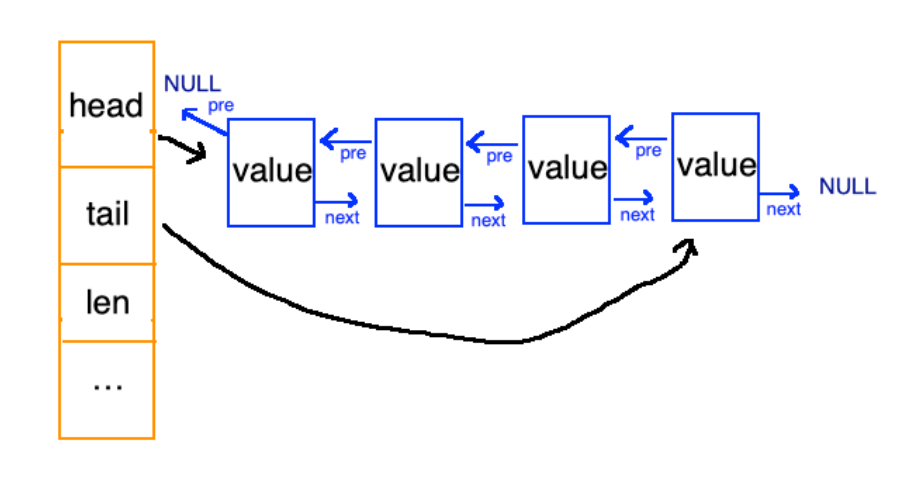 head
tail
len
...
NULL
pre
value
next
pre
value
next
pre
value
next
pre
value
next
NULL